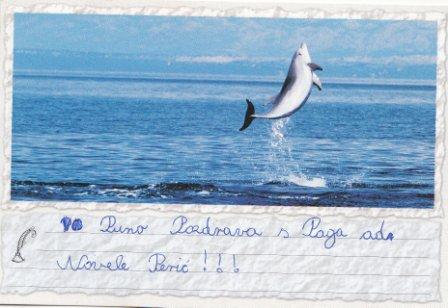 Puno Pozdrava s Paga od
Novele Perić !!!